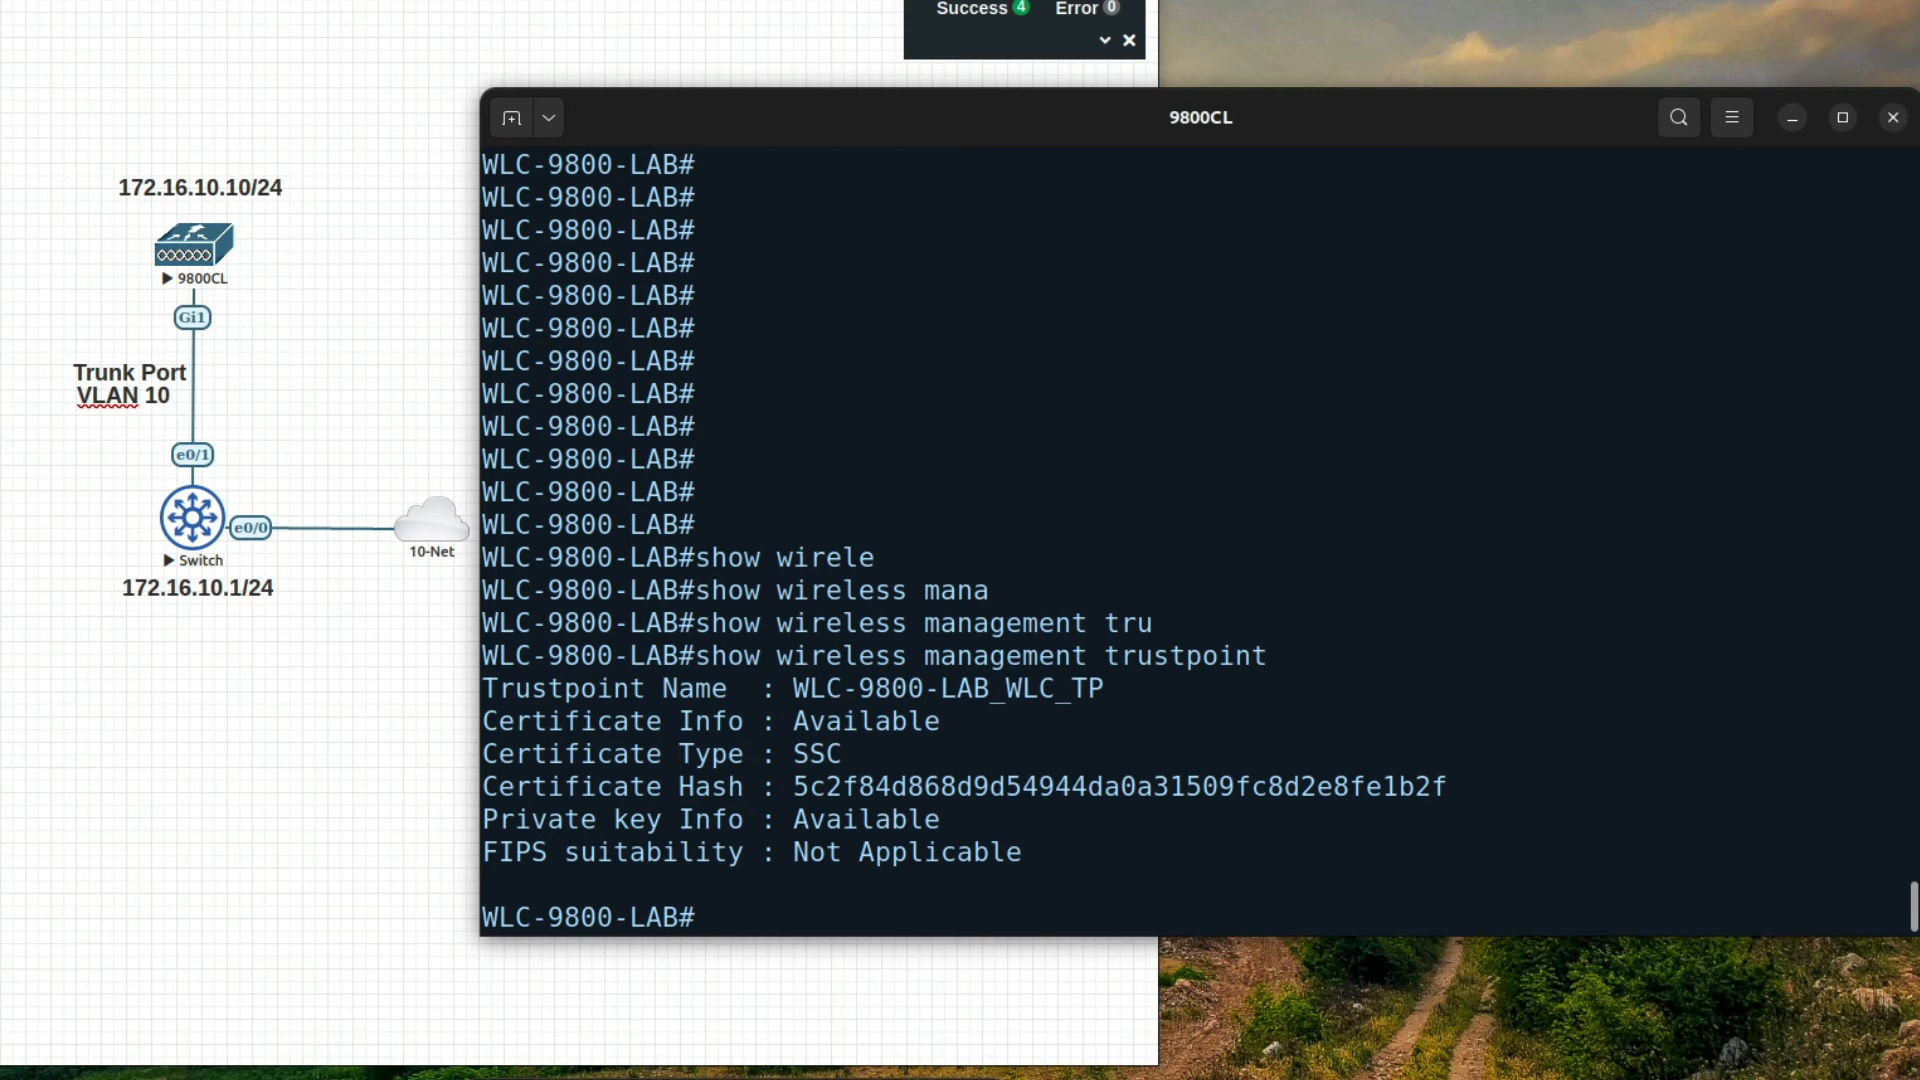 Success 4 Error 0
9800CL
172.16.10.10/24
9800CL
Gi1
Trunk Port
VLAN 10
e0/1
e0/0
10-Net
Switch
172.16.10.1/24
WLC-9800-LAB#
WLC-9800-LAB#
WLC-9800-LAB#
WLC-9800-LAB#
WLC-9800-LAB#
WLC-9800-LAB#
WLC-9800-LAB#
WLC-9800-LAB#
WLC-9800-LAB#
WLC-9800-LAB#
WLC-9800-LAB#
WLC-9800-LAB#
WLC-9800-LAB#show wirele
WLC-9800-LAB#show wireless mana
WLC-9800-LAB#show wireless management tru
WLC-9800-LAB#show wireless management trustpoint
Trustpoint Name  : WLC-9800-LAB_WLC_TP
Certificate Info : Available
Certificate Type : SSC
Certificate Hash : 5c2f84d868d9d54944da0a31509fc8d2e8fe1b2f
Private key Info : Available
FIPS suitability : Not Applicable
WLC-9800-LAB#